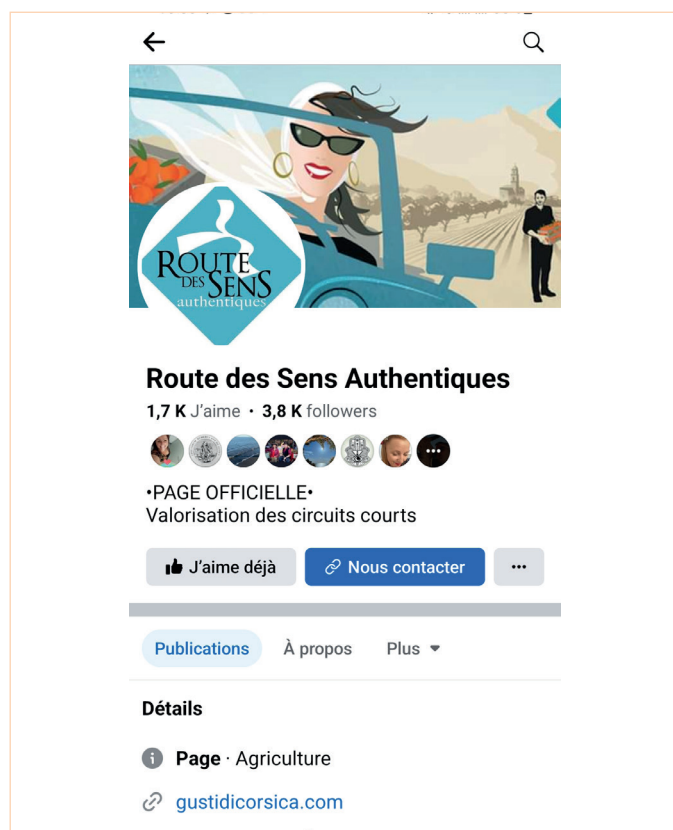 ROUTE
DES SENS
authentiques
Route des Sens Authentiques
1,7 K J'aime · 3,8 K followers
•PAGE OFFICIELLE•
Valorisation des circuits courts
J'aime déjà
Nous contacter
Publications
À propos
Plus
Détails
Page · Agriculture
gustidicorsica.com